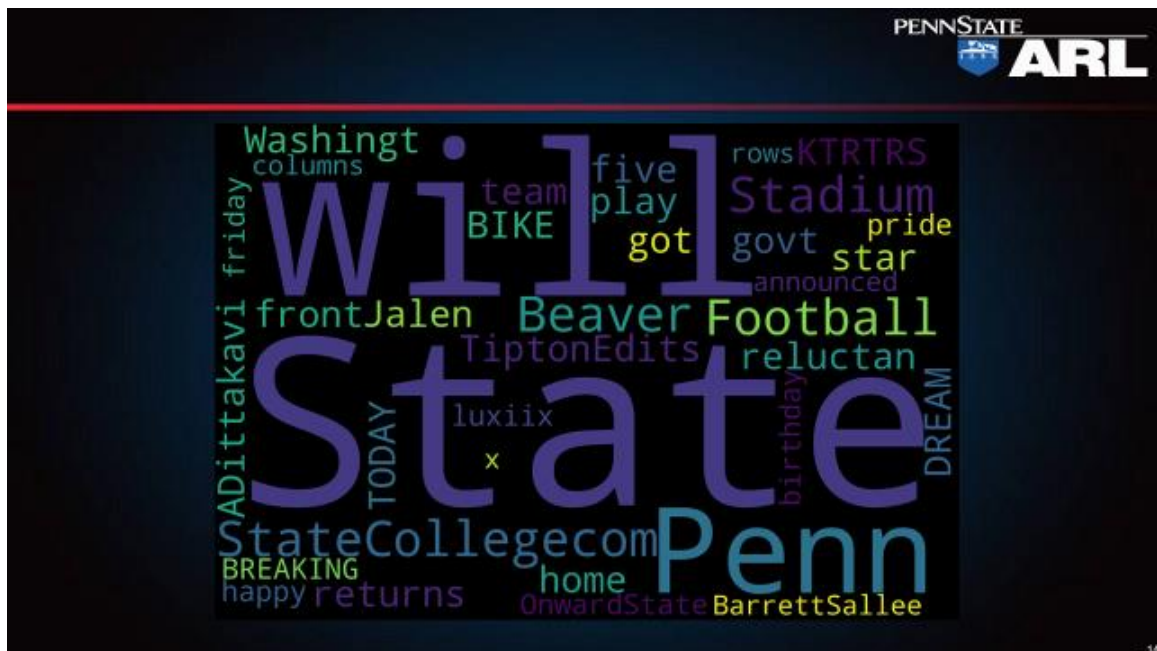 PENNSTATE
ARL
Washingt
columns
will
team
BIKE
five
play
got
rows
KTRTRS
Stadium
govt
pride
star
announced
friday
front
Jalen
Beaver
Football
TiptonEdits
reluctan
ADittakavi
State
TODAY
luxiix
x
birthday
DREAM
StateCollegecom
Penn
BREAKING
happy
returns
home
OnwardState
BarrettSallee